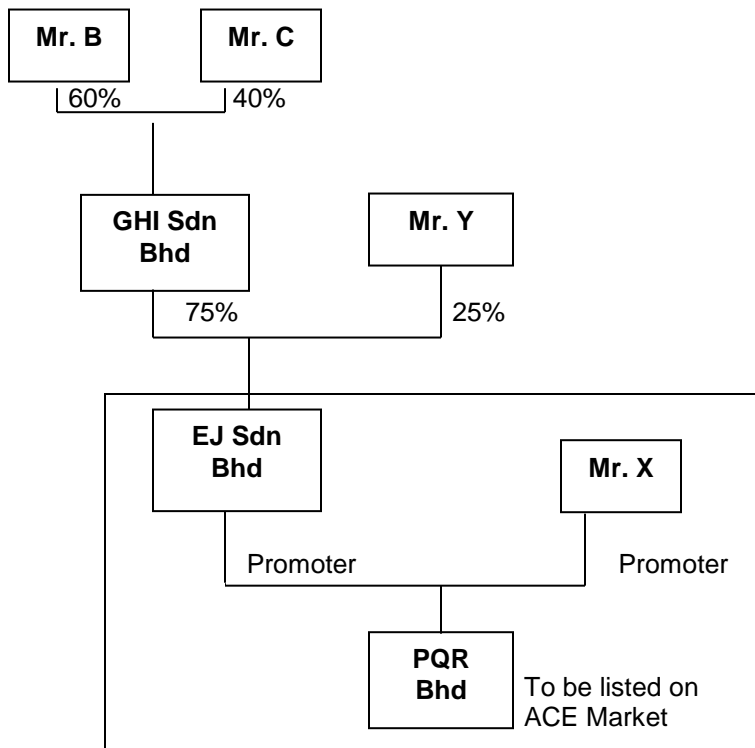 Mr. B
Mr. C
60%
40%
GHI Sdn
Bhd
Mr. Y
75%
25%
EJ Sdn
Bhd
Mr. X
Promoter
Promoter
PQR
Bhd
To be listed on
ACE Market